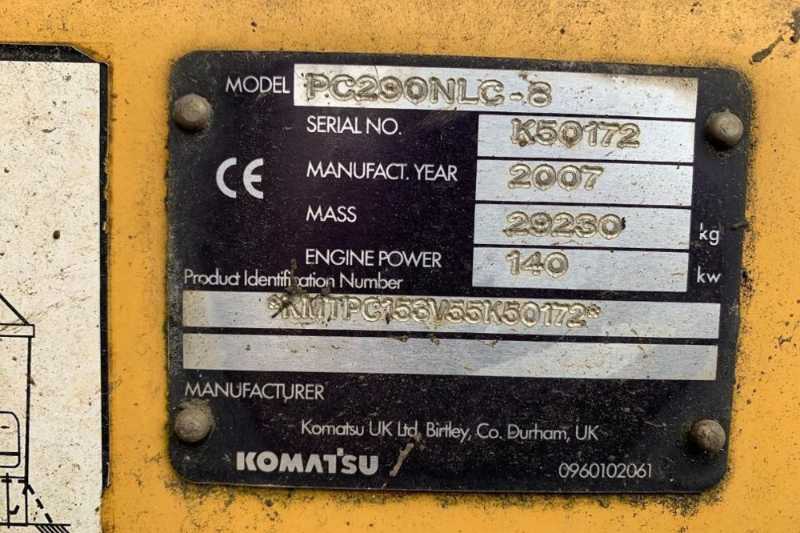 MODEL PC290NLC-8
SERIAL NO. K50172
CE
MANUFACT. YEAR 2007
MASS 29230 kg
ENGINE POWER 140 kw
Product Identification Number
*KMTPC155V55K50172*
MANUFACTURER
Komatsu UK Ltd, Birtley, Co. Durham, UK
KOMATSU
0960102061